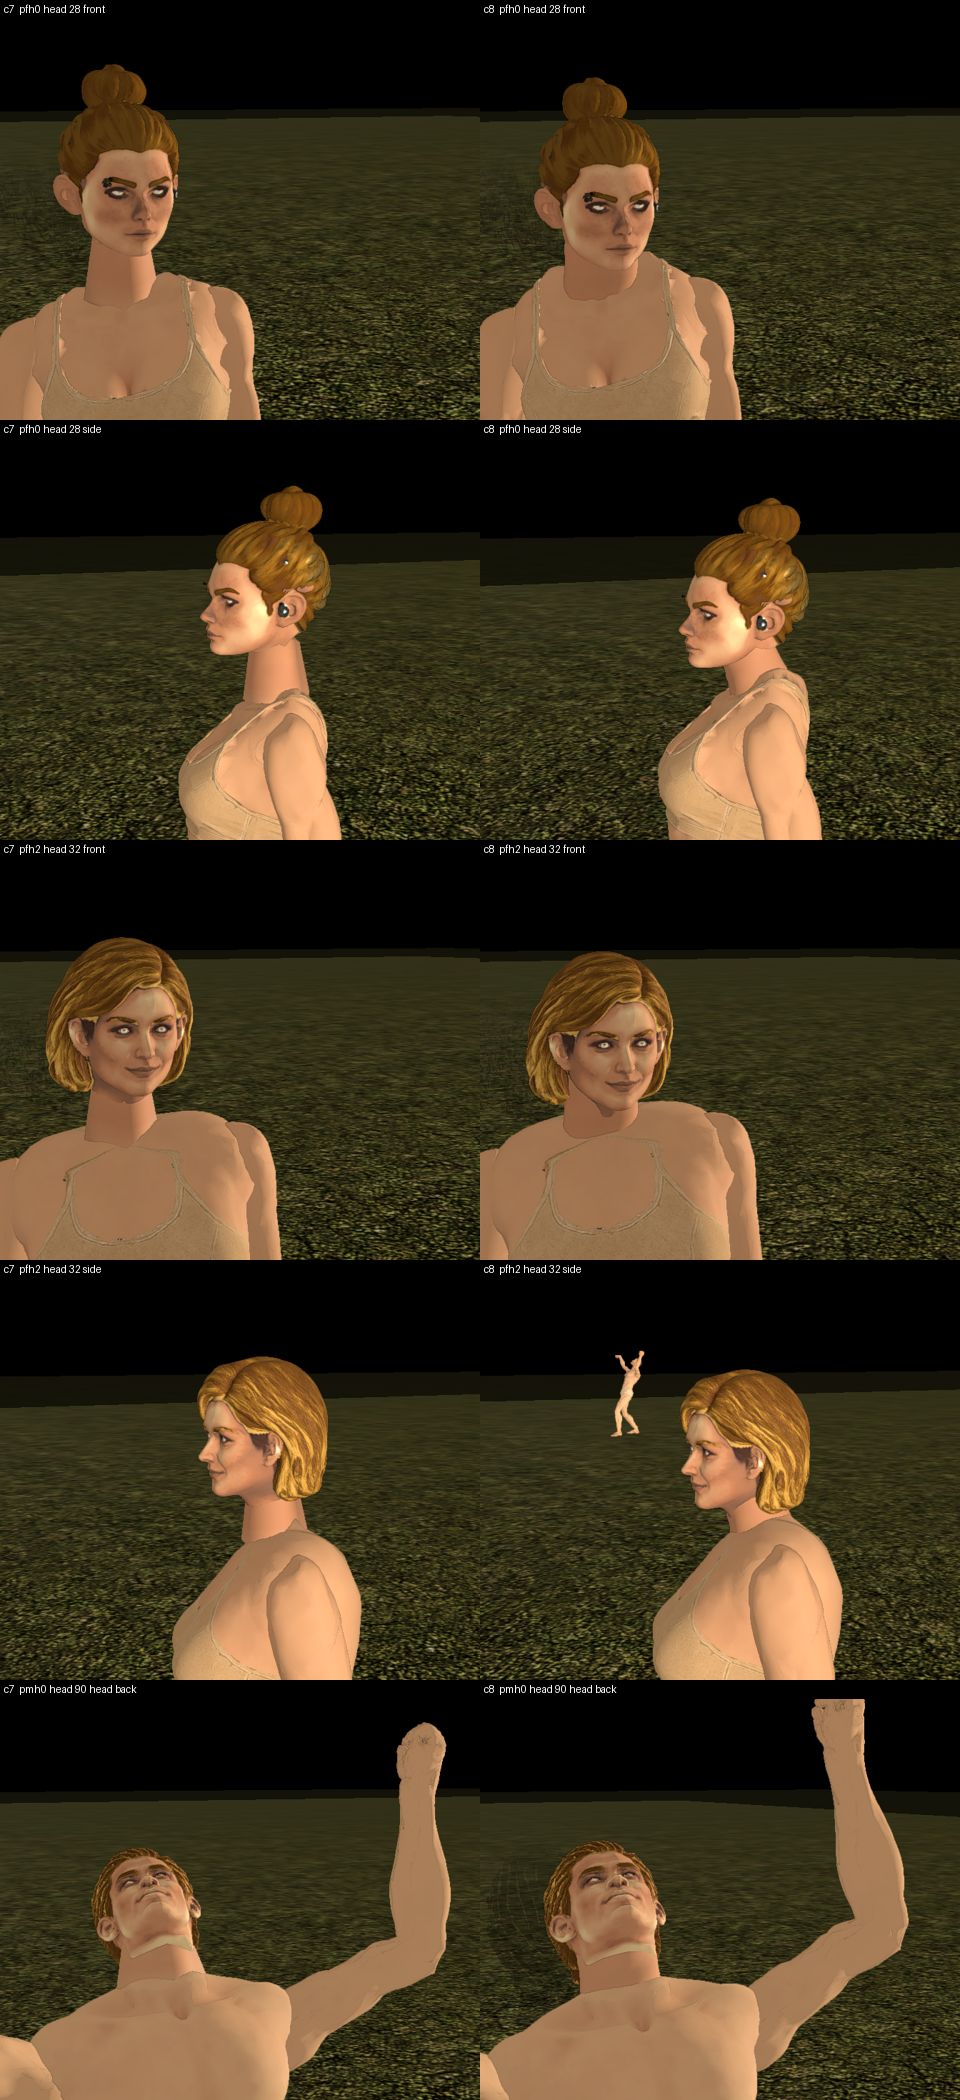 c7 pfh0 head 28 front
c8 pfh0 head 28 front
c7 pfh0 head 28 side
c8 pfh0 head 28 side
c7 pfh2 head 32 front
c8 pfh2 head 32 front
c7 pfh2 head 32 side
c8 pfh2 head 32 side
c7 pmh0 head 90 head back
c8 pmh0 head 90 head back